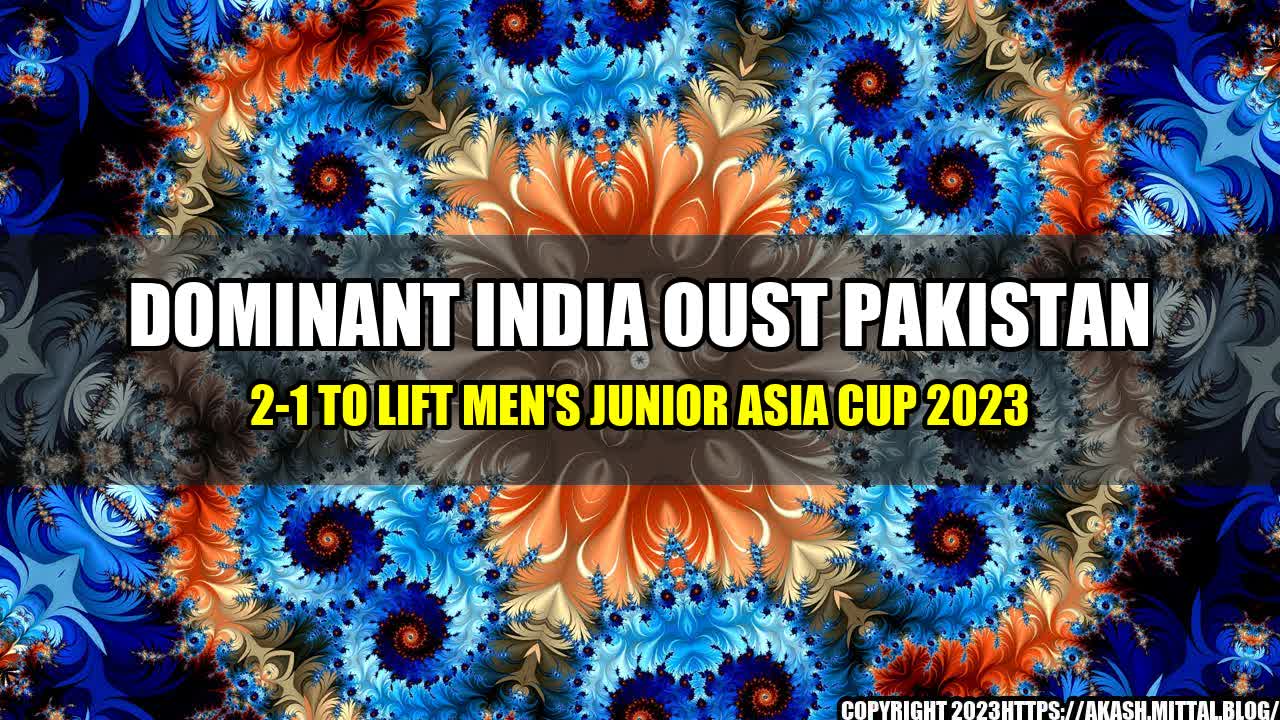 DOMINANT INDIA OUST PAKISTAN
2-1 TO LIFT MEN'S JUNIOR ASIA CUP 2023
COPYRIGHT 2023HTTPS://AKASH.MITTAL.BLOG/